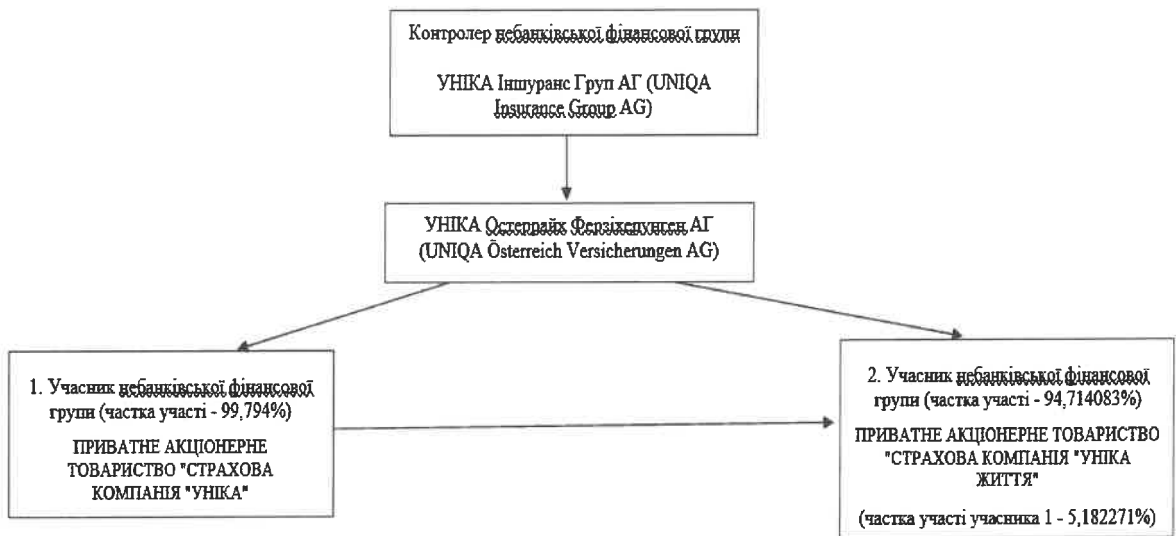 Контролер небанківської фінансової групи
УНІКА Іншуранс Груп АГ (UNIQA
Insurance Group AG)
УНІКА Остеррайх Ферзіхерунген АГ
(UNIQA Österreich Versicherungen AG)
1. Учасник небанківської фінансової
групи (частка участі - 99,794%)
ПРИВАТНЕ АКЦІОНЕРНЕ
ТОВАРИСТВО "СТРАХОВА
КОМПАНІЯ "УНІКА"
2. Учасник небанківської фінансової
групи (частка участі - 94,714083%)
ПРИВАТНЕ АКЦІОНЕРНЕ ТОВАРИСТВО
"СТРАХОВА КОМПАНІЯ "УНІКА
ЖИТТЯ"
(частка участі учасника 1 - 5,182271%)